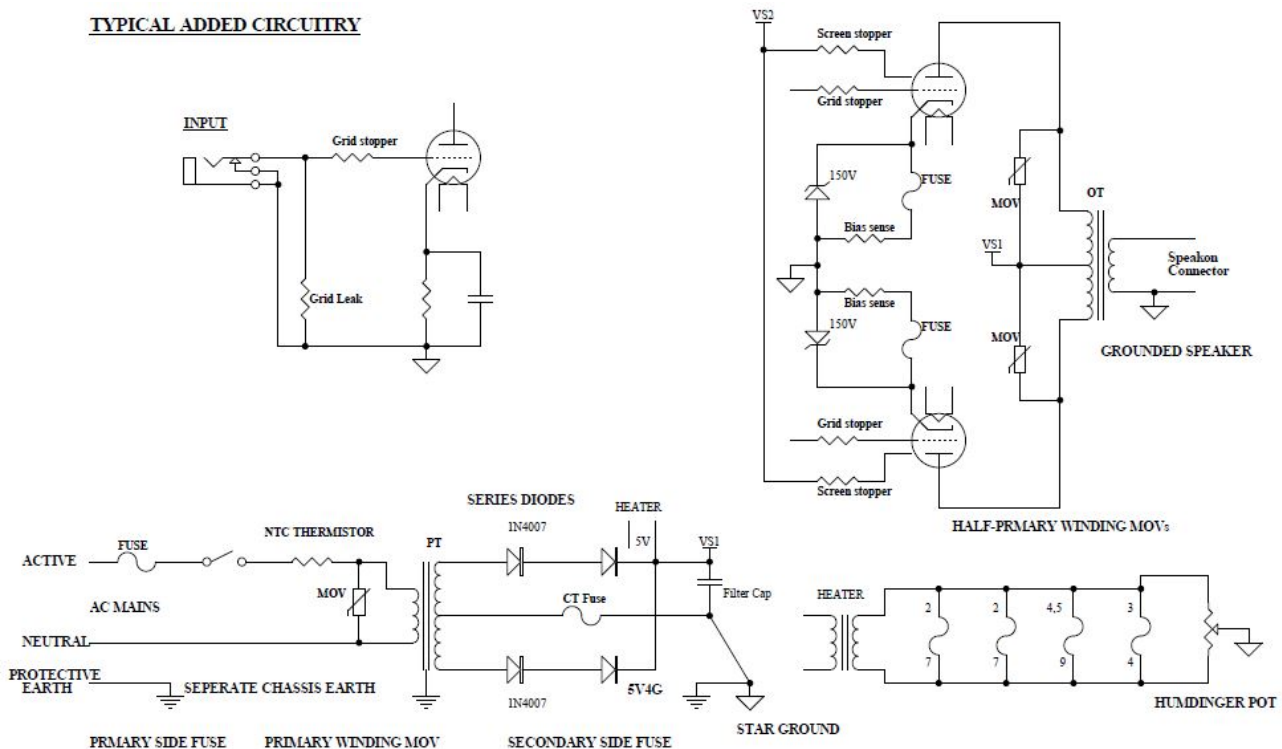 TYPICAL ADDED CIRCUITRY
INPUT
Grid stopper
Grid Leak
VS2
Screen stopper
Grid stopper
150V
FUSE
Bias sense
MOV
OT
VS1
Speakon
Connector
Bias sense
150V
FUSE
MOV
GROUNDED SPEAKER
Grid stopper
Screen stopper
HALF-PRMARY WINDING MOVs
SERIES DIODES
HEATER
1N4007
5V
NTC THERMISTOR
FUSE
PT
VS1
ACTIVE
MOV
CT Fuse
Filter Cap
AC MAINS
NEUTRAL
PROTECTIVE
EARTH
SEPERATE CHASSIS EARTH
1N4007
5V4G
STAR GROUND
HEATER
2
2
4,5
3
7
7
9
4
HUMDINGER POT
PRMARY SIDE FUSE
PRIMARY WINDING MOV
SECONDARY SIDE FUSE